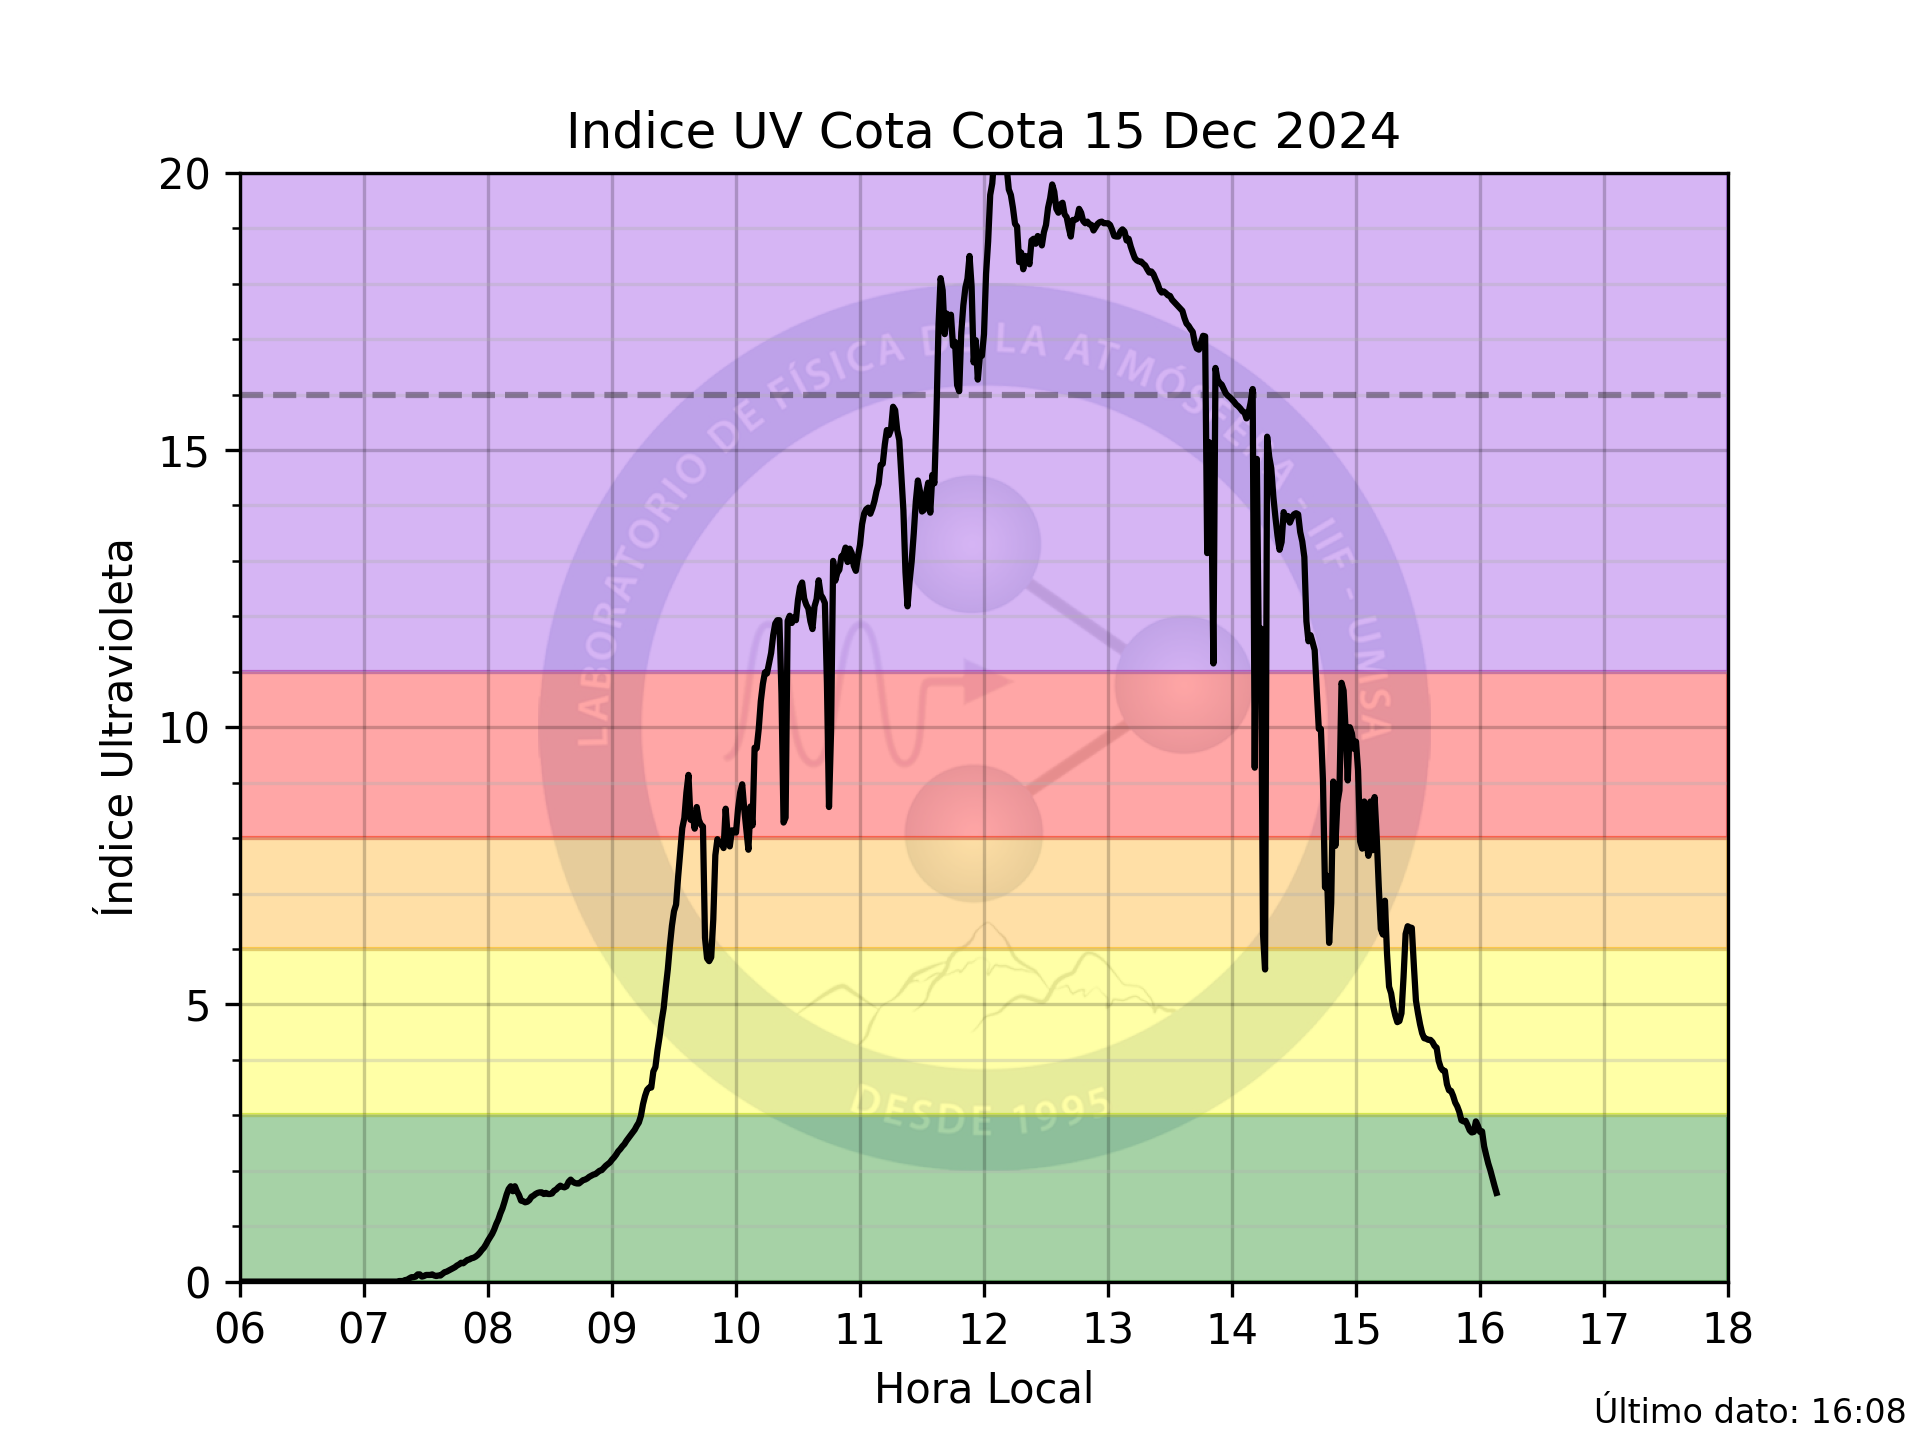 Indice UV Cota Cota 15 Dec 2024
20
15
10
5
0
Índice Ultravioleta
LABORATORIO DE FÍSICA DE LA ATMÓSFERA - IIF - UMSA
DESDE 1995
06 07 08 09 10 11 12 13 14 15 16 17 18
Hora Local
Último dato: 16:08